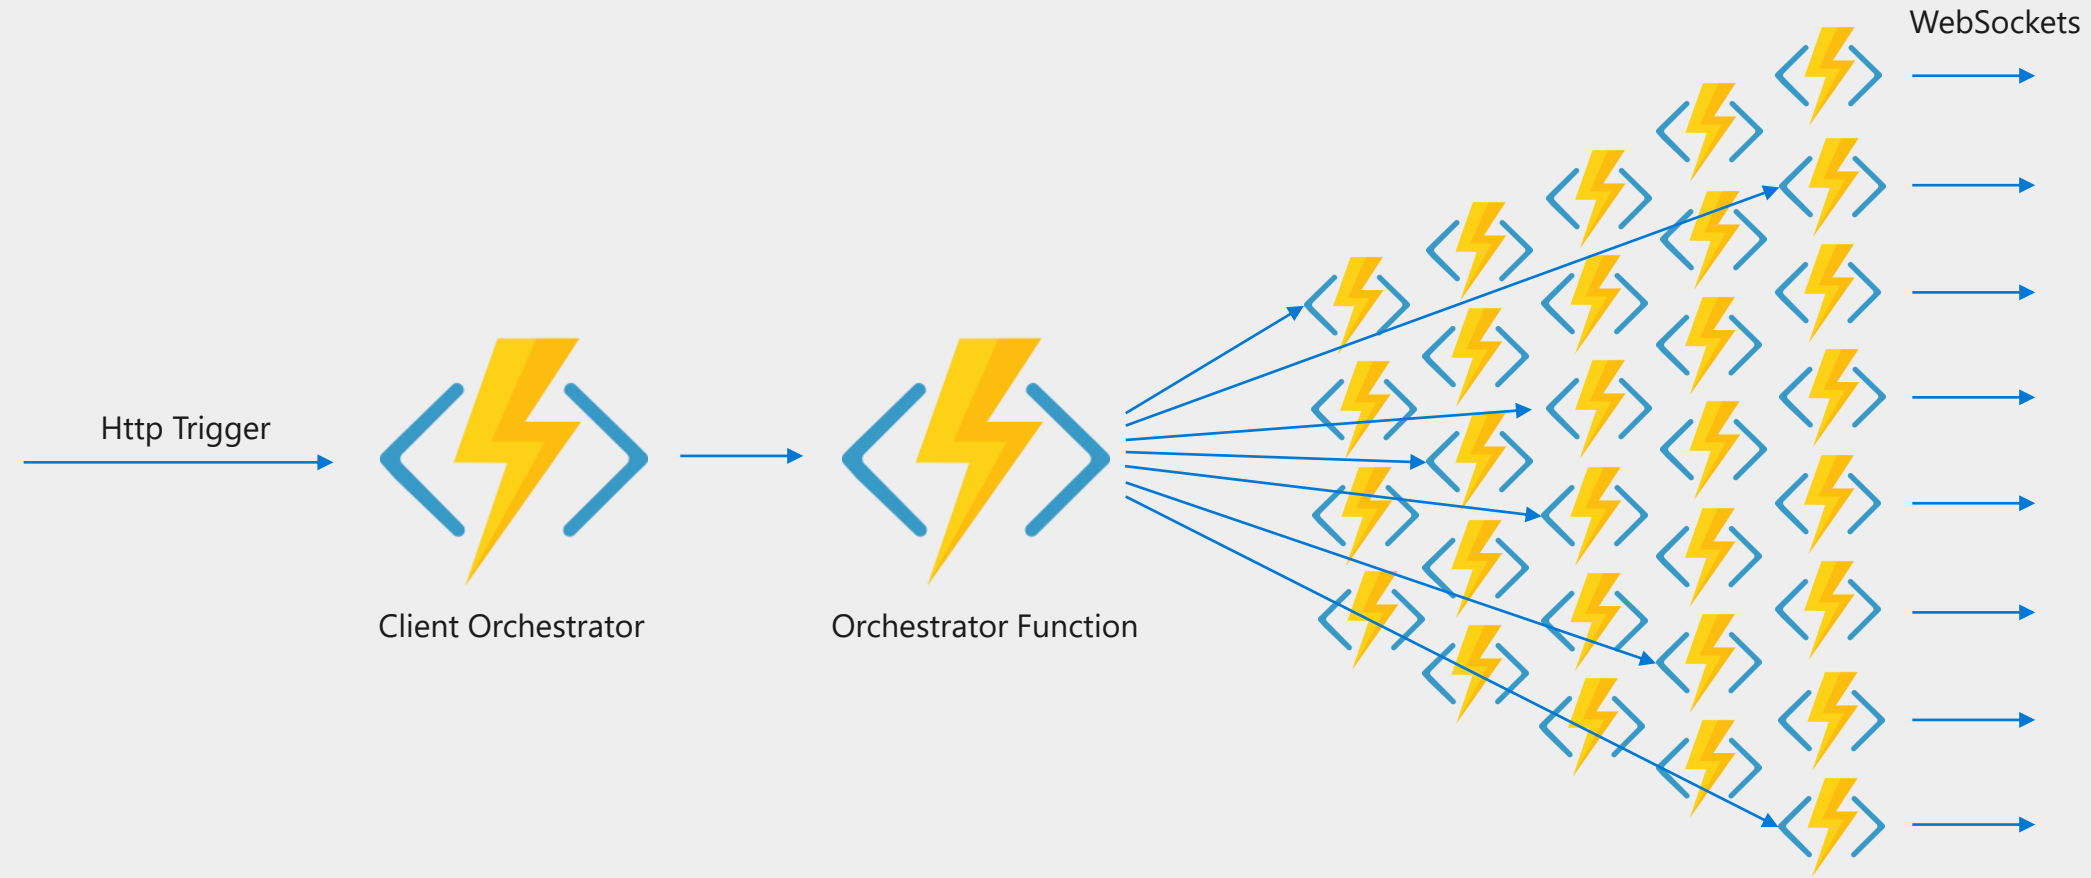 WebSockets
Http Trigger
Client Orchestrator
Orchestrator Function